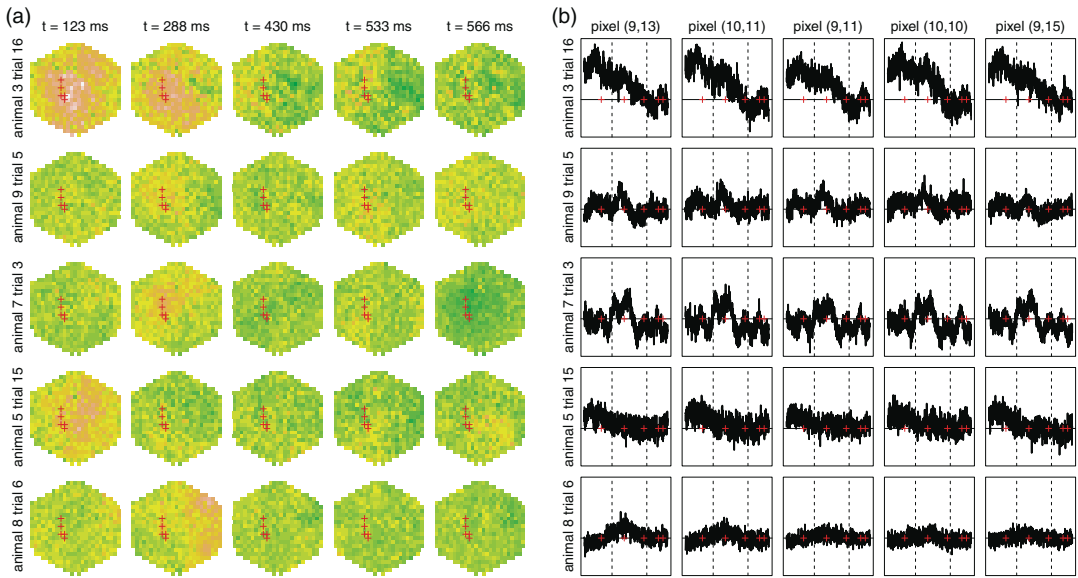 (a)
t = 123 ms
t = 288 ms
t = 430 ms
t = 533 ms
t = 566 ms
animal 3 trial 16
animal 9 trial 5
animal 7 trial 3
animal 5 trial 15
animal 8 trial 6
(b)
pixel (9,13)
pixel (10,11)
pixel (9,11)
pixel (10,10)
pixel (9,15)
animal 3 trial 16
animal 9 trial 5
animal 7 trial 3
animal 5 trial 15
animal 8 trial 6